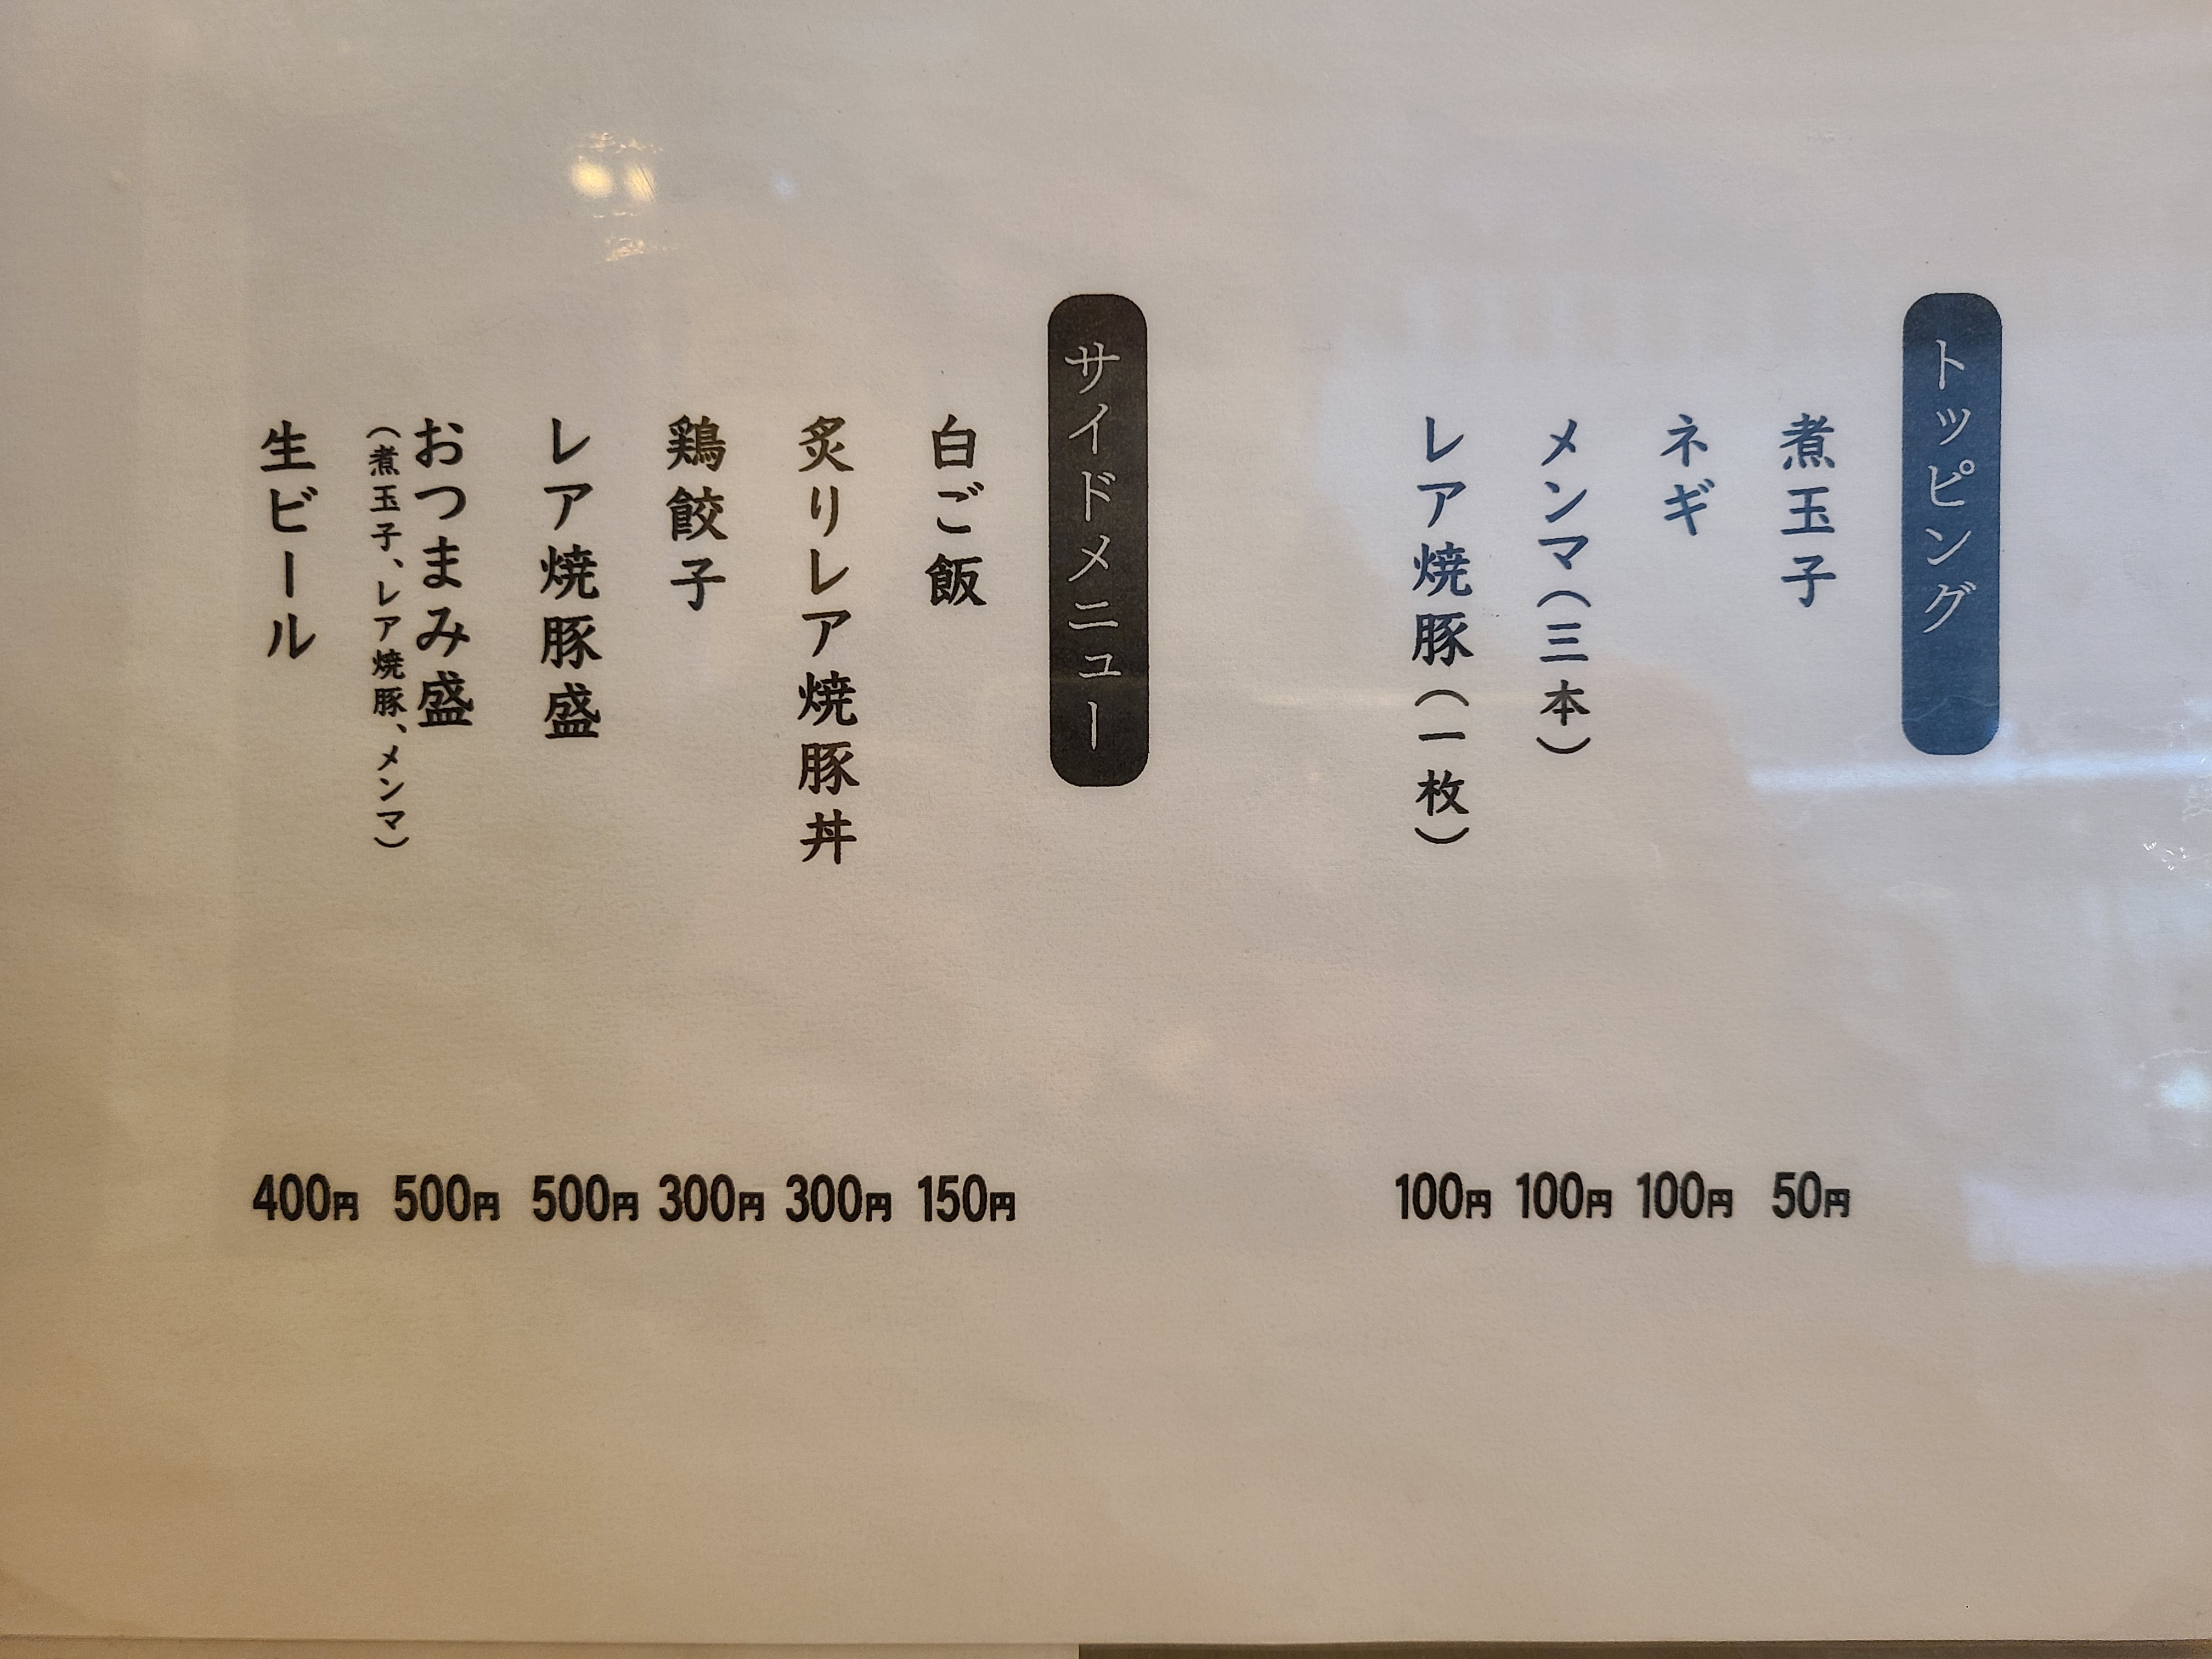 トッピング
煮玉子 50円
ネギ 100円
メンマ(三本) 100円
レア焼豚(一枚) 100円
サイドメニュー
白ご飯 150円
炙りレア焼豚丼 300円
鶏餃子 300円
レア焼豚盛 500円
おつまみ盛 500円
(煮玉子、レア焼豚、メンマ)
生ビール 400円